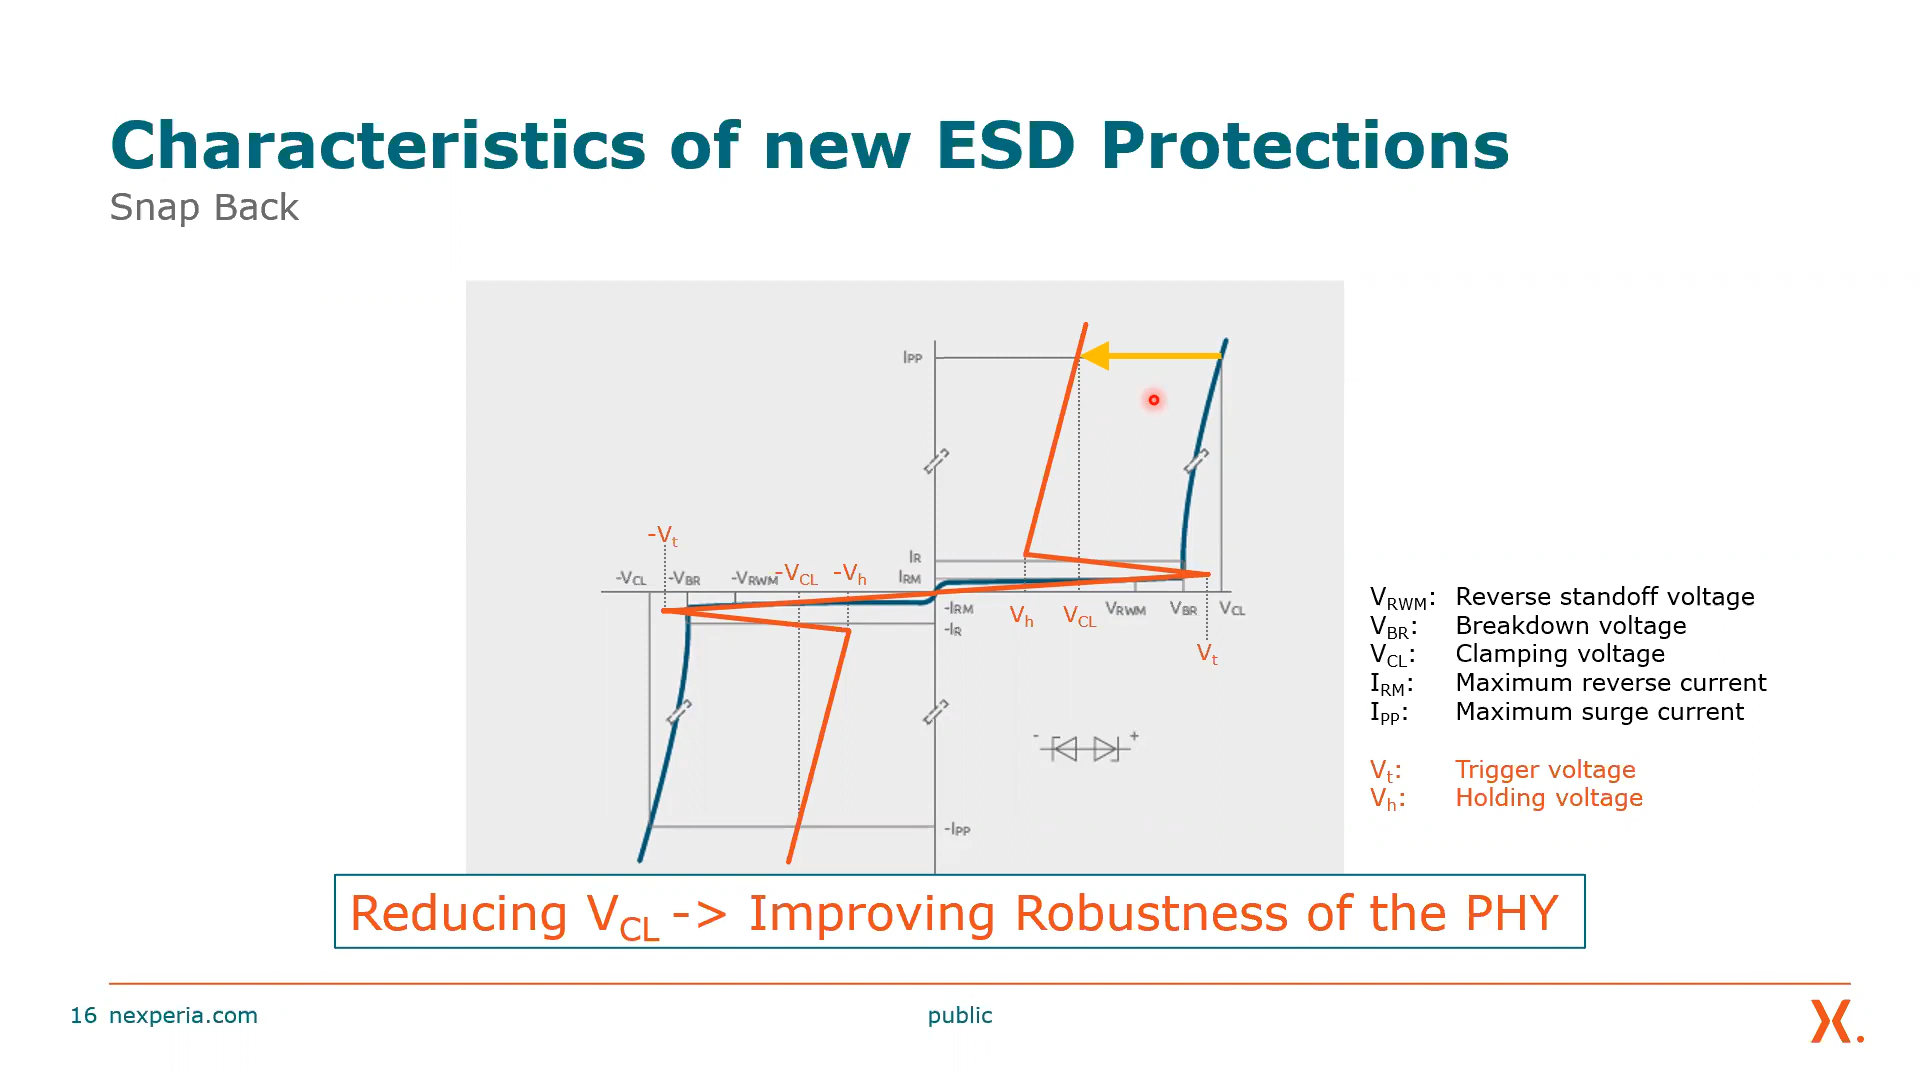 Characteristics of new ESD Protections
Snap Back
IPP
-Vt
IR
-VCL -VBR -VRWM -VCL -Vh IRM
-IRM Vh VCL VRWM VBR VCL
-IR
Vt
- +
-IPP
VRWM: Reverse standoff voltage
VBR: Breakdown voltage
VCL: Clamping voltage
IRM: Maximum reverse current
IPP: Maximum surge current
Vt: Trigger voltage
Vh: Holding voltage
Reducing VCL -> Improving Robustness of the PHY
16 nexperia.com public